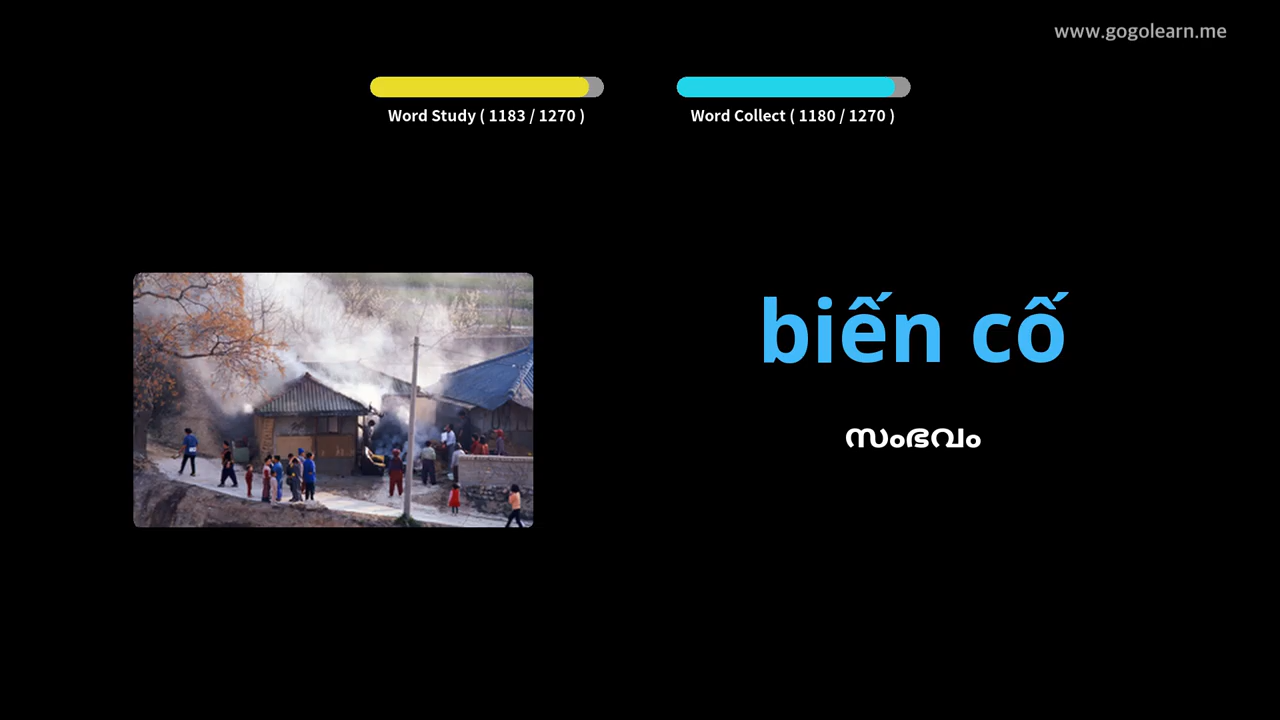 www.gogolearn.me
Word Study ( 1183 / 1270 )
Word Collect ( 1180 / 1270 )
biến cố
സംഭവം